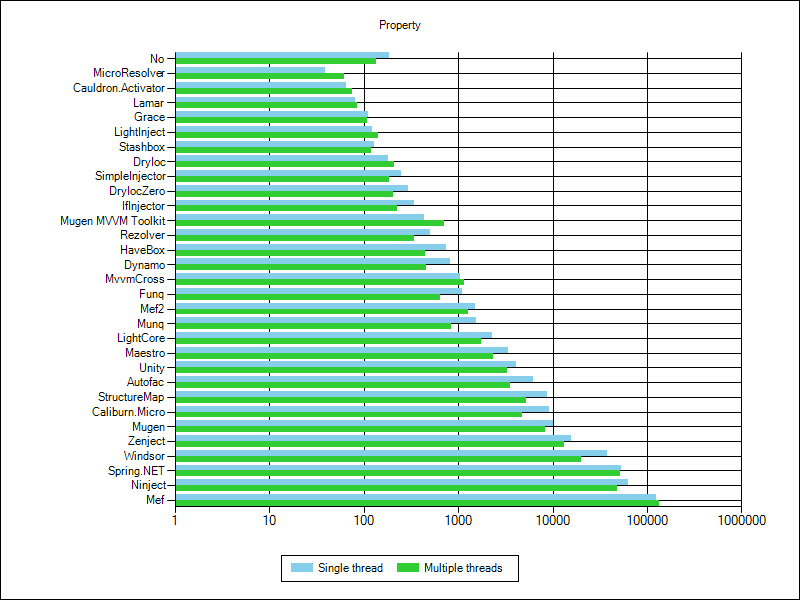 Property
No
MicroResolver
Cauldron.Activator
Lamar
Grace
LightInject
Stashbox
DryIoc
SimpleInjector
DryIocZero
IfInjector
Mugen MVVM Toolkit
Rezolver
HaveBox
Dynamo
MvvmCross
Funq
Mef2
Munq
LightCore
Maestro
Unity
Autofac
StructureMap
Caliburn.Micro
Mugen
Zenject
Windsor
Spring.NET
Ninject
Mef
1 10 100 1000 10000 100000 1000000
Single thread Multiple threads